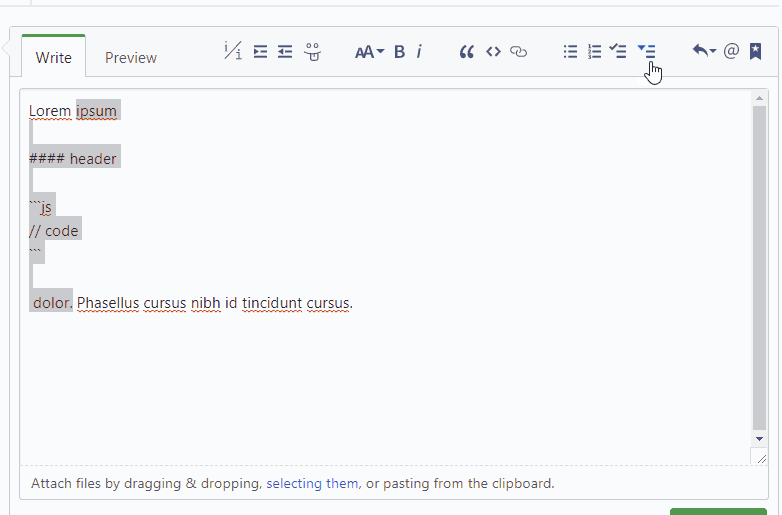 Write Preview AA B i @
Lorem ipsum
#### header
```js
// code
```
dolor. Phasellus cursus nibh id tincidunt cursus.
Attach files by dragging & dropping, selecting them, or pasting from the clipboard.